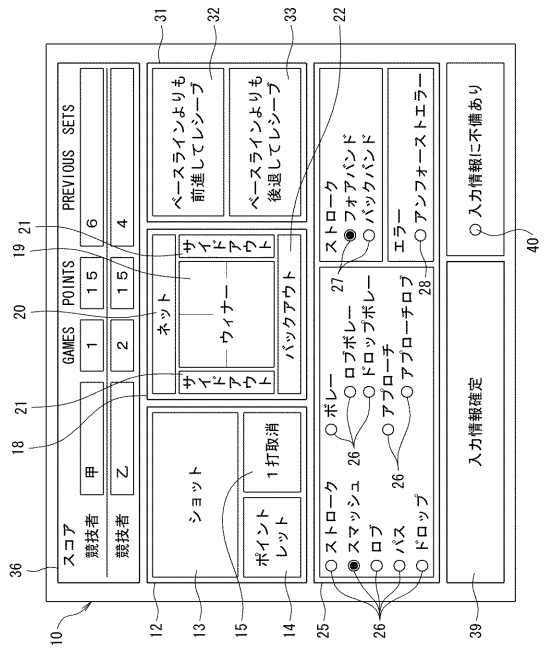 10
36
スコア GAMES POINTS PREVIOUS SETS
競技者 甲 1 15 6
競技者 乙 2 15 4
12
13
15
14
ショット
ポイント
レット
1打取消
18
21
20
19
21
ネット
サイドアウト
ウィナー
サイドアウト
バックアウト
22
31
32
33
ベースラインよりも
前進してレシーブ
ベースラインよりも
後退してレシーブ
25
26
ストローク
スマッシュ
ロブ
パス
ドロップ
ボレー
ロブボレー
ドロップボレー
26
アプローチ
アプローチロブ
26
ストローク
フォアバンド
バックバンド
27
エラー
アンフォーストエラー
28
39
入力情報確定
入力情報に不備あり
40